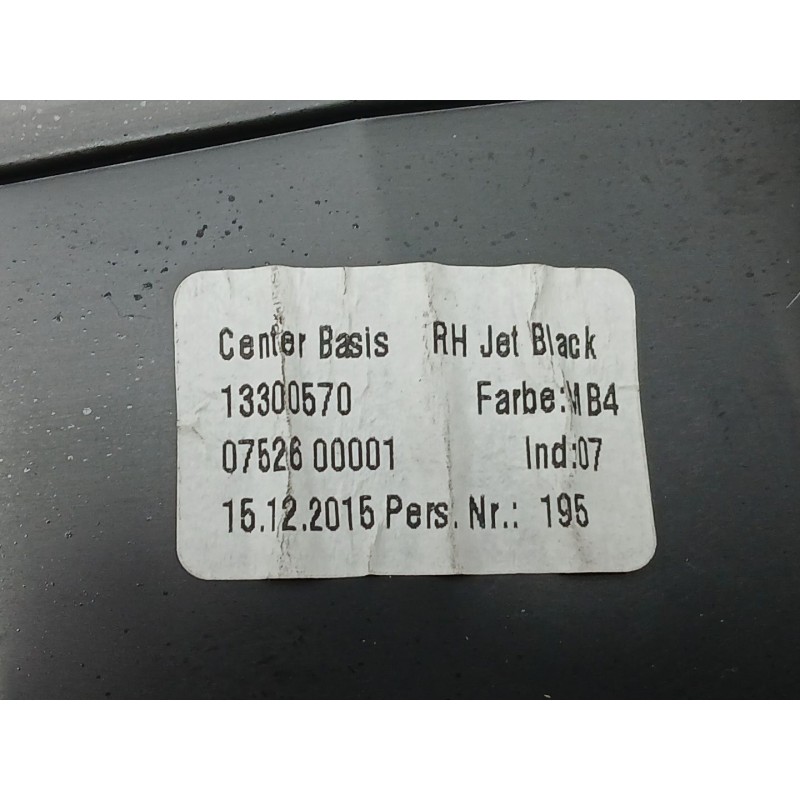 Center Basis RH Jet Black
13300570 Farbe:MB4
07526 00001 Ind:07
15.12.2015 Pers. Nr.: 195